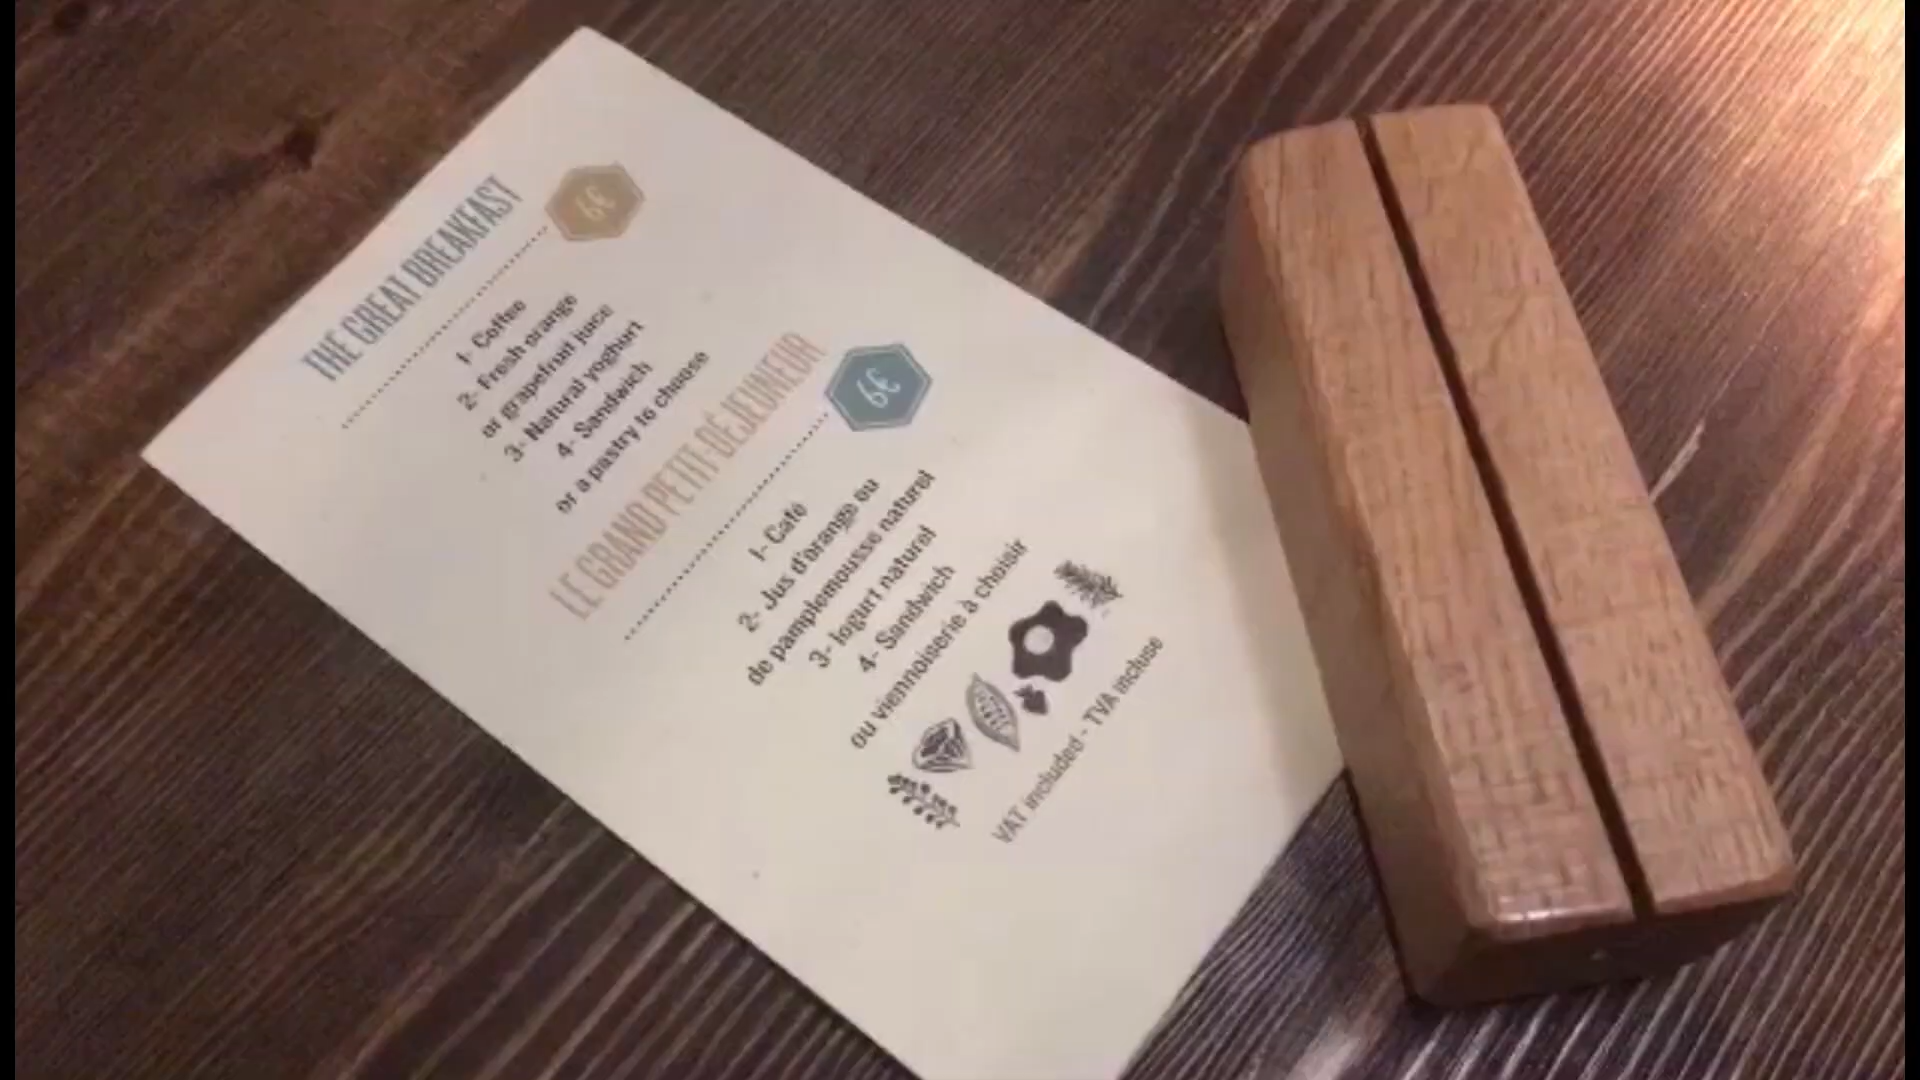 THE GREAT BREAKFAST
6€
1- Coffee
2- Fresh orange
or grapefruit juice
3- Natural yoghurt
4- Sandwich
or a pastry to choose
LE GRAND PETIT-DÉJEUNEUR
6€
1- Café
2- Jus d'orange ou
de pamplemousse naturel
3- Iogurt naturel
4- Sandwich
ou viennoiserie à choisir
VAT included - TVA incluse